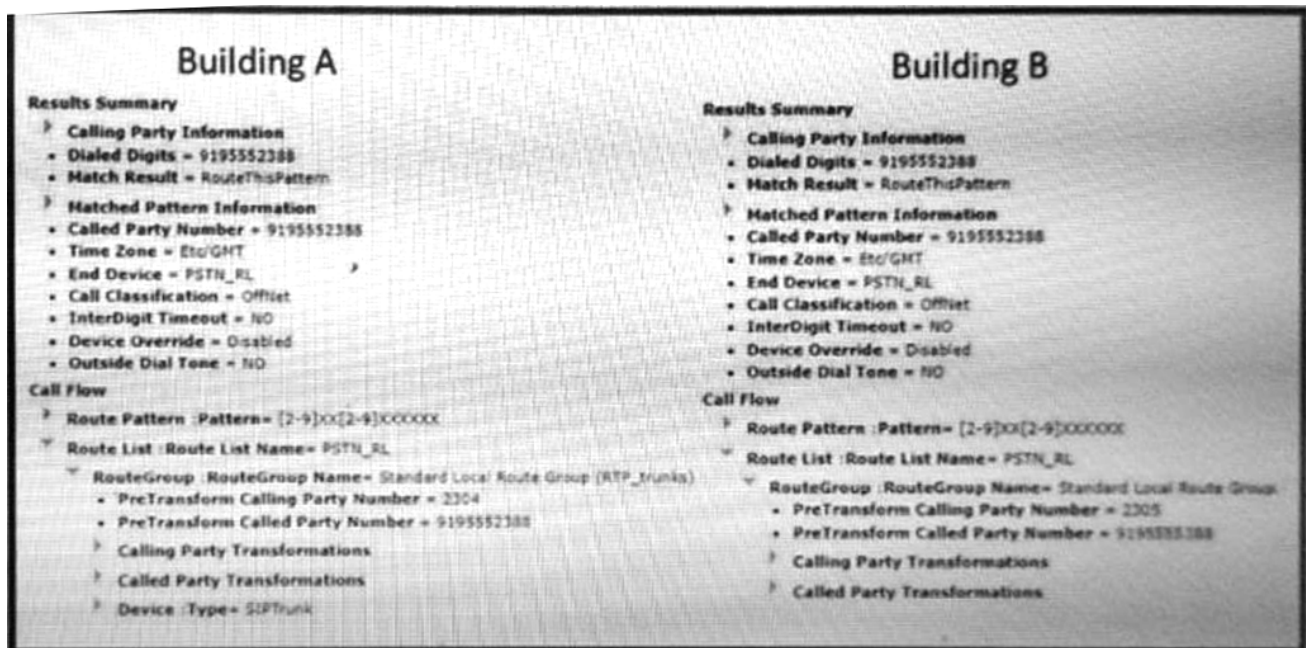 Building A
Results Summary
Calling Party Information
• Dialed Digits = 9195552388
• Match Result = RouteThisPattern
Matched Pattern Information
• Called Party Number = 9195552388
• Time Zone = Etc/GMT
• End Device = PSTN_RL
• Call Classification = OffNet
• InterDigit Timeout = NO
• Device Override = Disabled
• Outside Dial Tone = NO
Call Flow
Route Pattern :Pattern= [2-9]XX[2-9]XXXXXX
Route List :Route List Name= PSTN_RL
RouteGroup :RouteGroup Name= Standard Local Route Group (RTP_trunks)
• PreTransform Calling Party Number = 2304
• PreTransform Called Party Number = 9195552388
Calling Party Transformations
Called Party Transformations
Device :Type= SIPTrunk
Building B
Results Summary
Calling Party Information
• Dialed Digits = 9195552388
• Match Result = RouteThisPattern
Matched Pattern Information
• Called Party Number = 9195552388
• Time Zone = Etc/GMT
• End Device = PSTN_RL
• Call Classification = OffNet
• InterDigit Timeout = NO
• Device Override = Disabled
• Outside Dial Tone = NO
Call Flow
Route Pattern :Pattern= [2-9]XX[2-9]XXXXXX
Route List :Route List Name= PSTN_RL
RouteGroup :RouteGroup Name= Standard Local Route Group
• PreTransform Calling Party Number = 2305
• PreTransform Called Party Number = 9195552388
Calling Party Transformations
Called Party Transformations